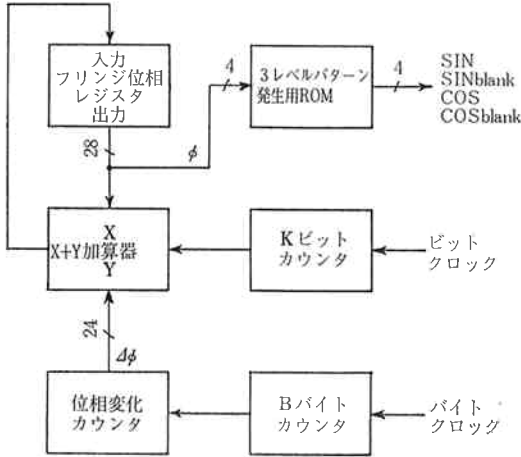 入力
フリンジ位相
レジスタ
出力
4
3レベルパターン
発生用ROM
4
SIN
SINblank
COS
COSblank
28
φ
X
X+Y加算器
Y
Kビット
カウンタ
ビット
クロック
24
Δφ
位相変化
カウンタ
Bバイト
カウンタ
バイト
クロッグ